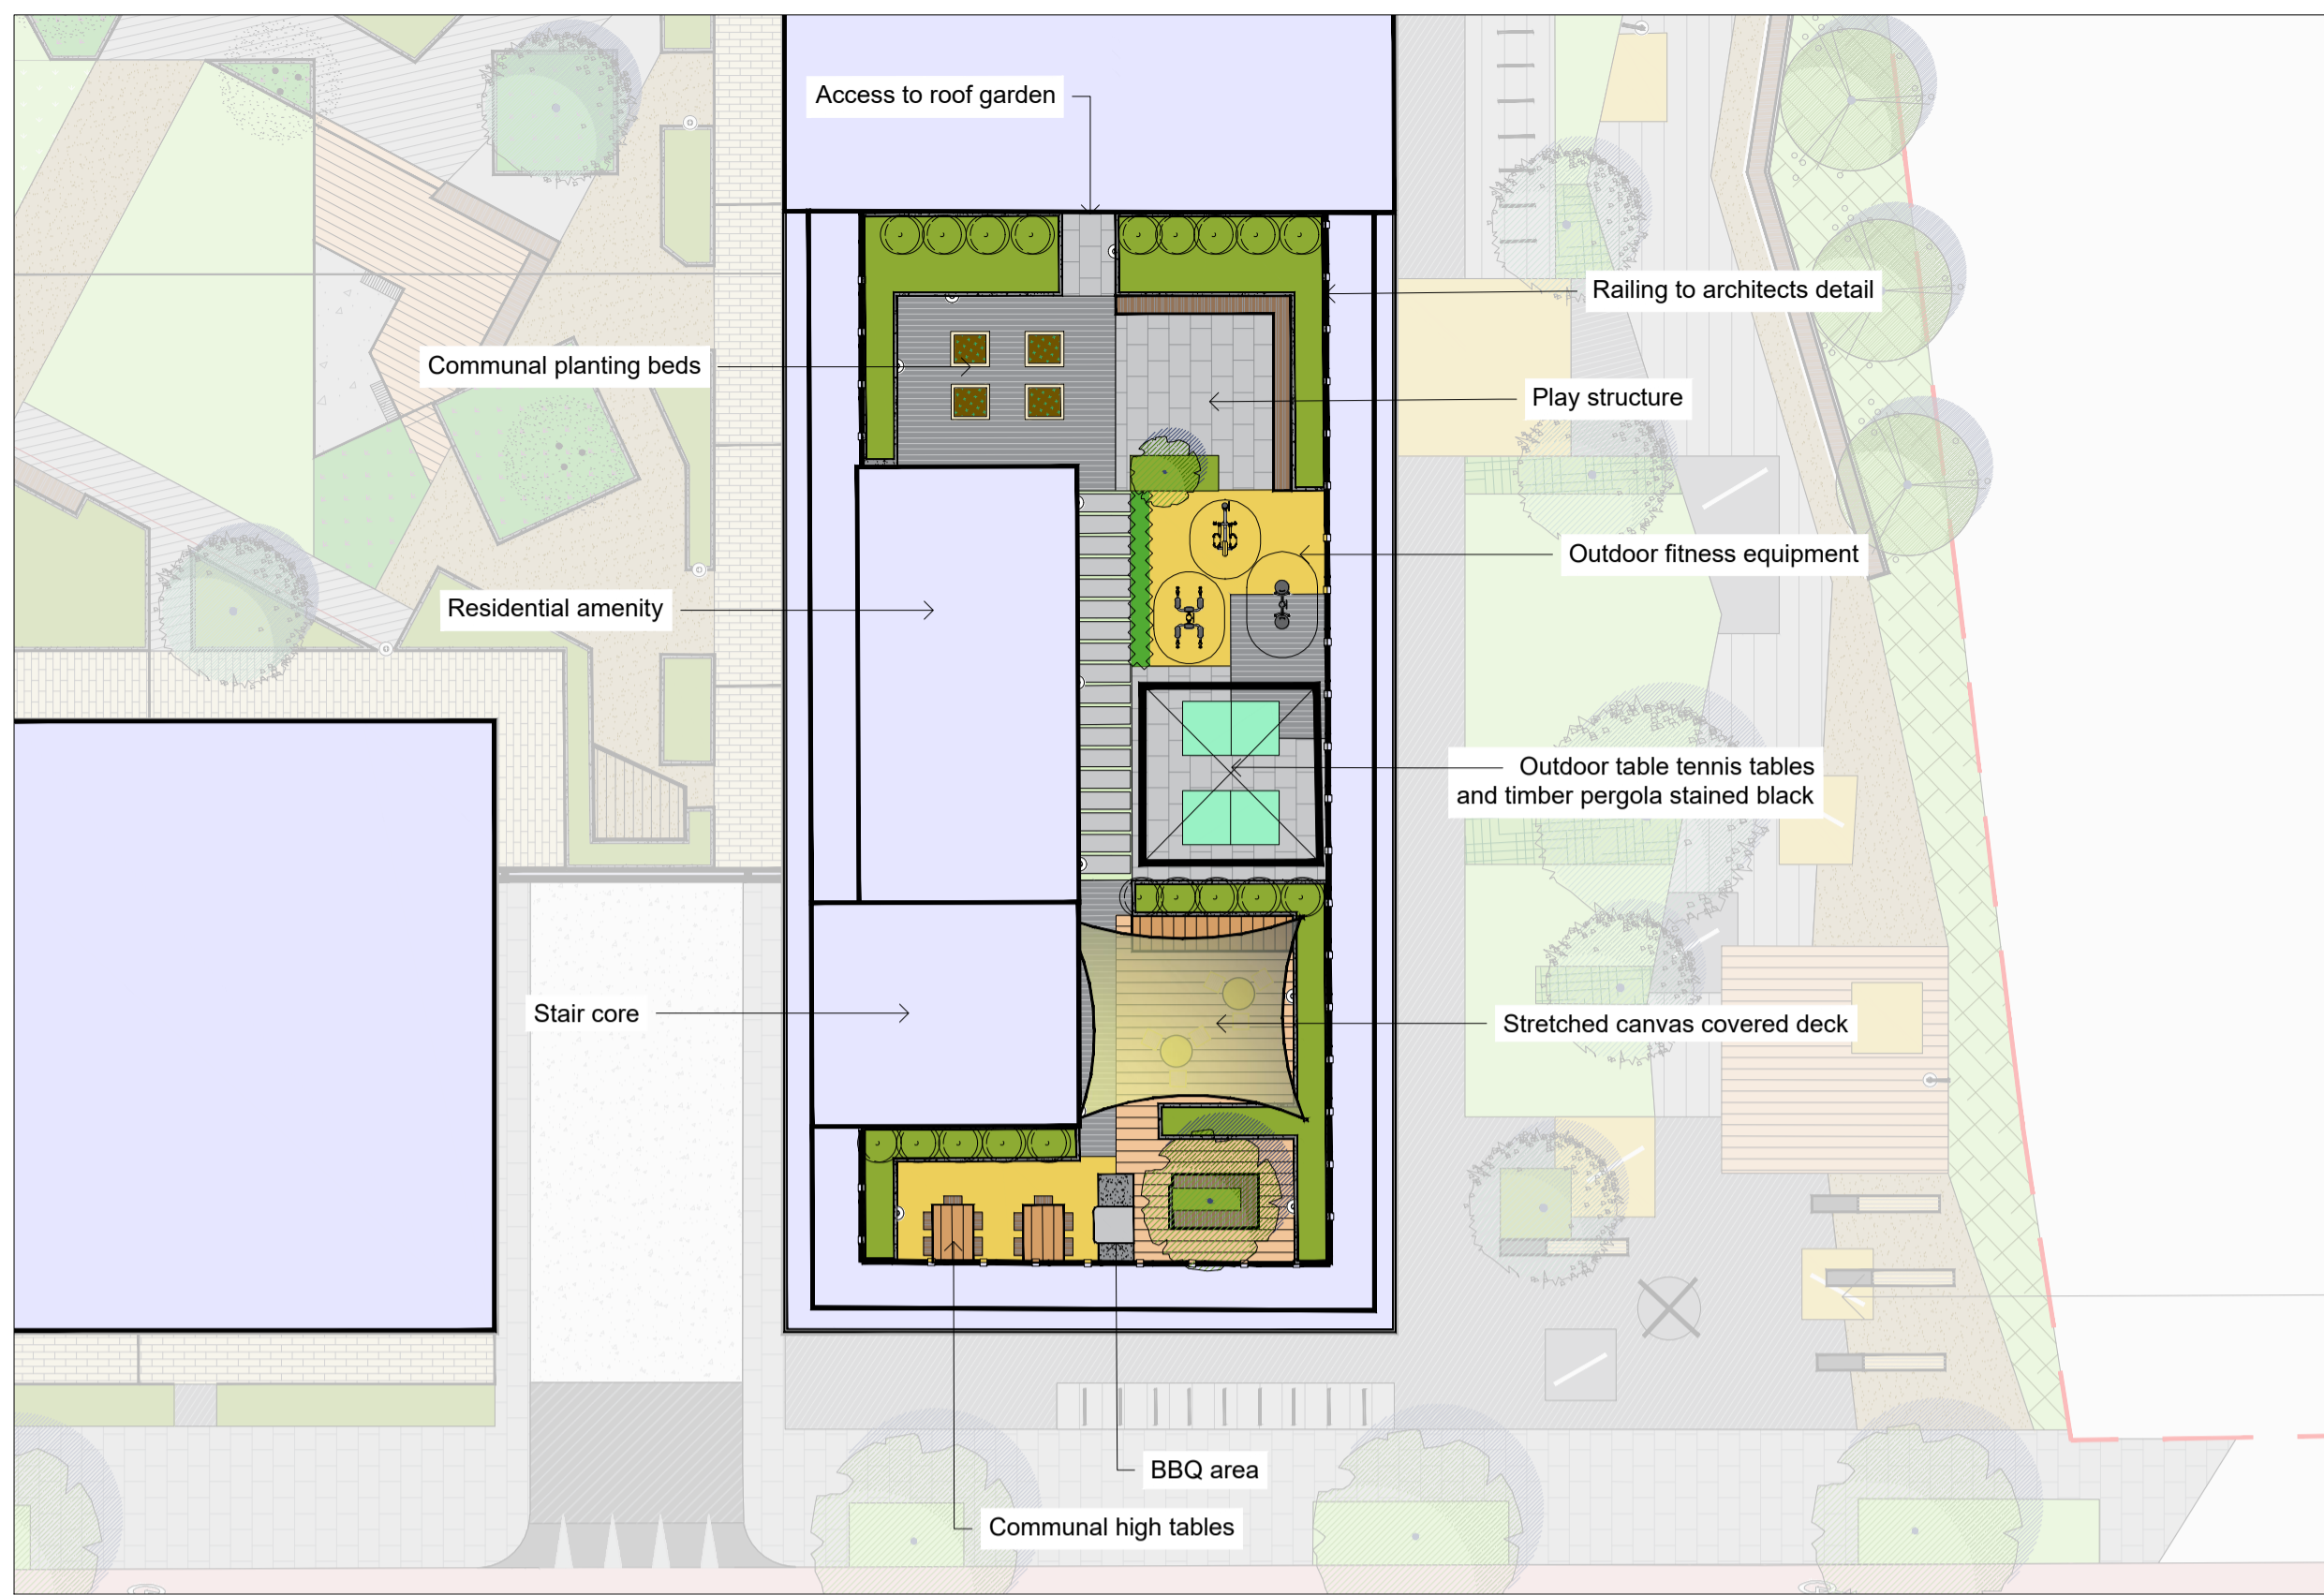 Access to roof garden
Railing to architects detail
Communal planting beds
Play structure
Outdoor fitness equipment
Residential amenity
Outdoor table tennis tables
and timber pergola stained black
Stair core
Stretched canvas covered deck
BBQ area
Communal high tables